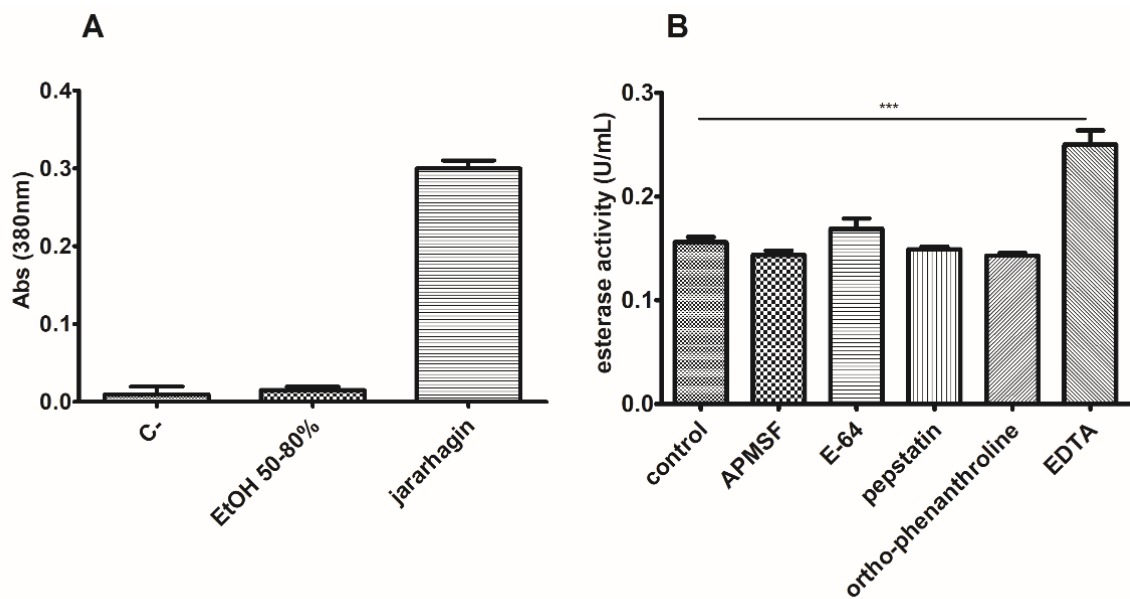 A
Abs (380nm)
0.4
0.3
0.2
0.1
0.0
C-
EtOH 50-80%
jararhagin
B
esterase activity (U/mL)
0.3
0.2
0.1
0.0
***
control
APMSF
E-64
pepstatin
ortho-phenanthroline
EDTA